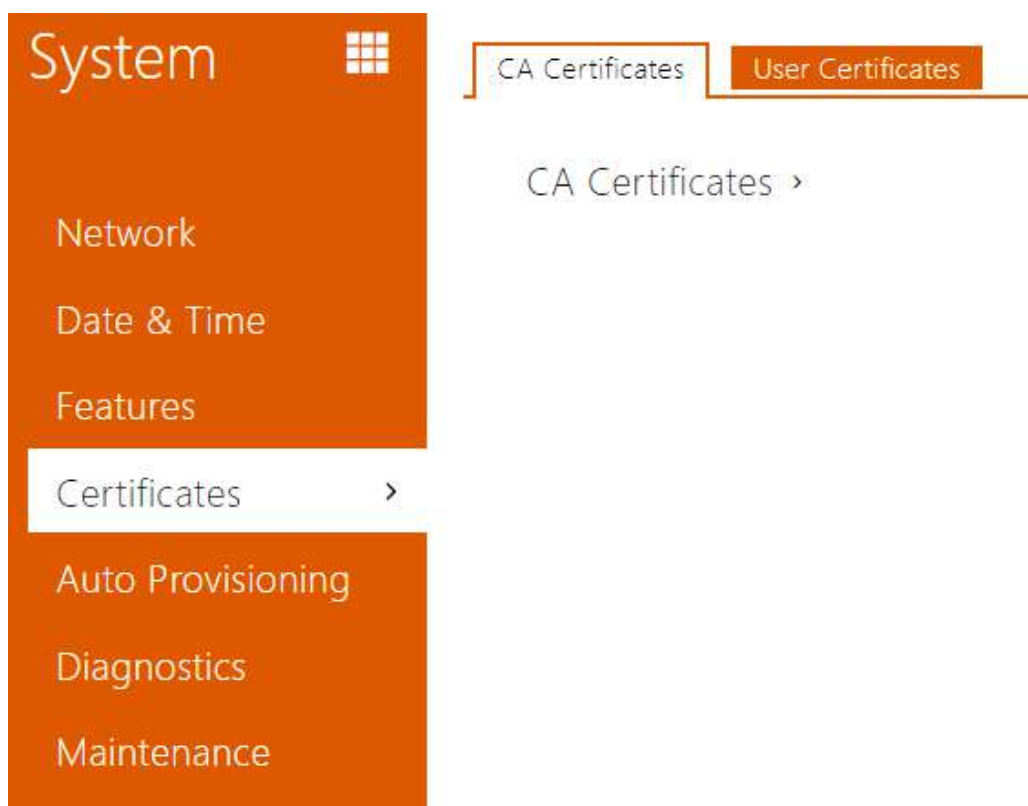 System
CA Certificates
User Certificates
CA Certificates ›
Network
Date & Time
Features
Certificates ›
Auto Provisioning
Diagnostics
Maintenance